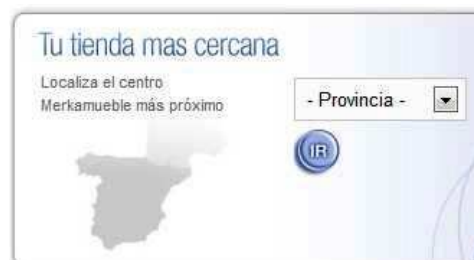 Tu tienda mas cercana
Localiza el centro
Merkamueble más próximo
- Provincia -
IR